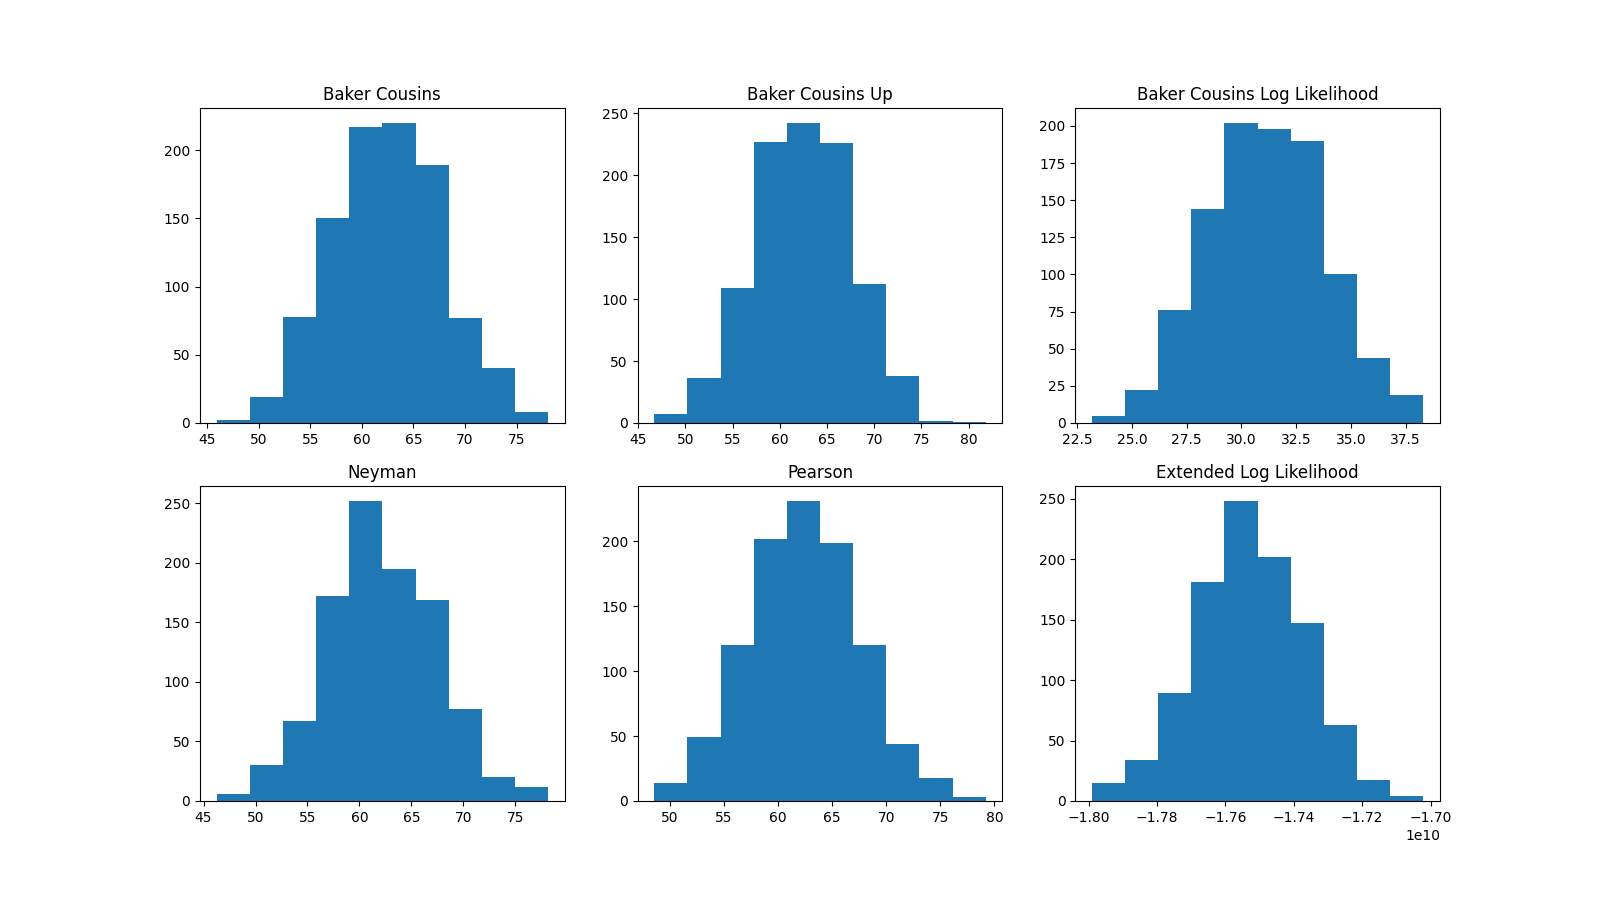 Baker Cousins
200
150
100
50
0
45 50 55 60 65 70 75
Baker Cousins Up
250
200
150
100
50
0
45 50 55 60 65 70 75 80
Baker Cousins Log Likelihood
200
175
150
125
100
75
50
25
0
22.5 25.0 27.5 30.0 32.5 35.0 37.5
Neyman
250
200
150
100
50
0
45 50 55 60 65 70 75
Pearson
200
150
100
50
0
50 55 60 65 70 75 80
Extended Log Likelihood
250
200
150
100
50
0
−1.80 −1.78 −1.76 −1.74 −1.72 −1.70
1e10